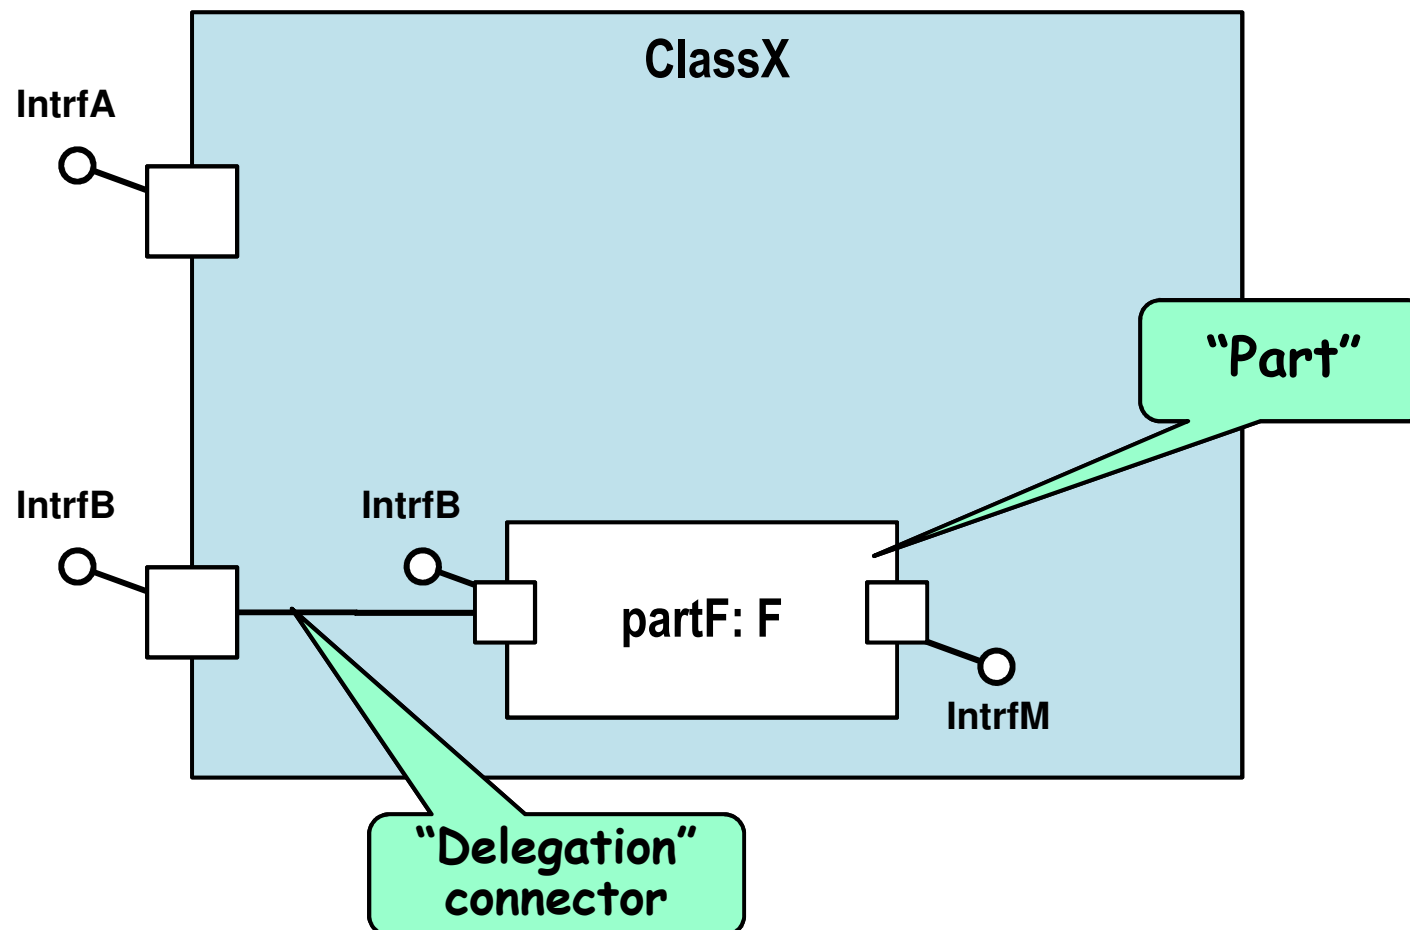 ClassX
IntrfA
“Part”
IntrfB
IntrfB
partF: F
IntrfM
“Delegation”
connector